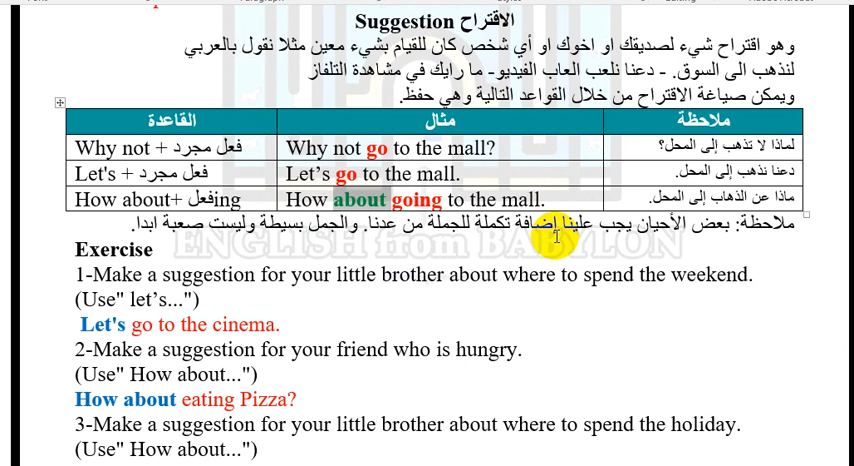 الاقتراح Suggestion
وهو اقتراح شيء لصديقك او اخوك او أي شخص كان للقيام بشيء معين مثلا نقول بالعربي
لنذهب الى السوق. - دعنا نلعب العاب الفيديو- ما رايك في مشاهدة التلفاز
ويمكن صياغة الاقتراح من خلال القواعد التالية وهي حفظ.
القاعدة مثال ملاحظة
Why not + فعل مجرد Why not go to the mall? لماذا لا تذهب إلى المحل؟
Let's + فعل مجرد Let’s go to the mall. دعنا نذهب إلى المحل.
How about+ فعلing How about going to the mall. ماذا عن الذهاب إلى المحل.
ملاحظة: بعض الأحيان يجب علينا إضافة تكملة للجملة من عدنا. والجمل بسيطة وليست صعبة ابدا.
ENGLISH from BABYLON
Exercise
1-Make a suggestion for your little brother about where to spend the weekend.
(Use" let’s...")
Let's go to the cinema.
2-Make a suggestion for your friend who is hungry.
(Use" How about...")
How about eating Pizza?
3-Make a suggestion for your little brother about where to spend the holiday.
(Use" How about...")